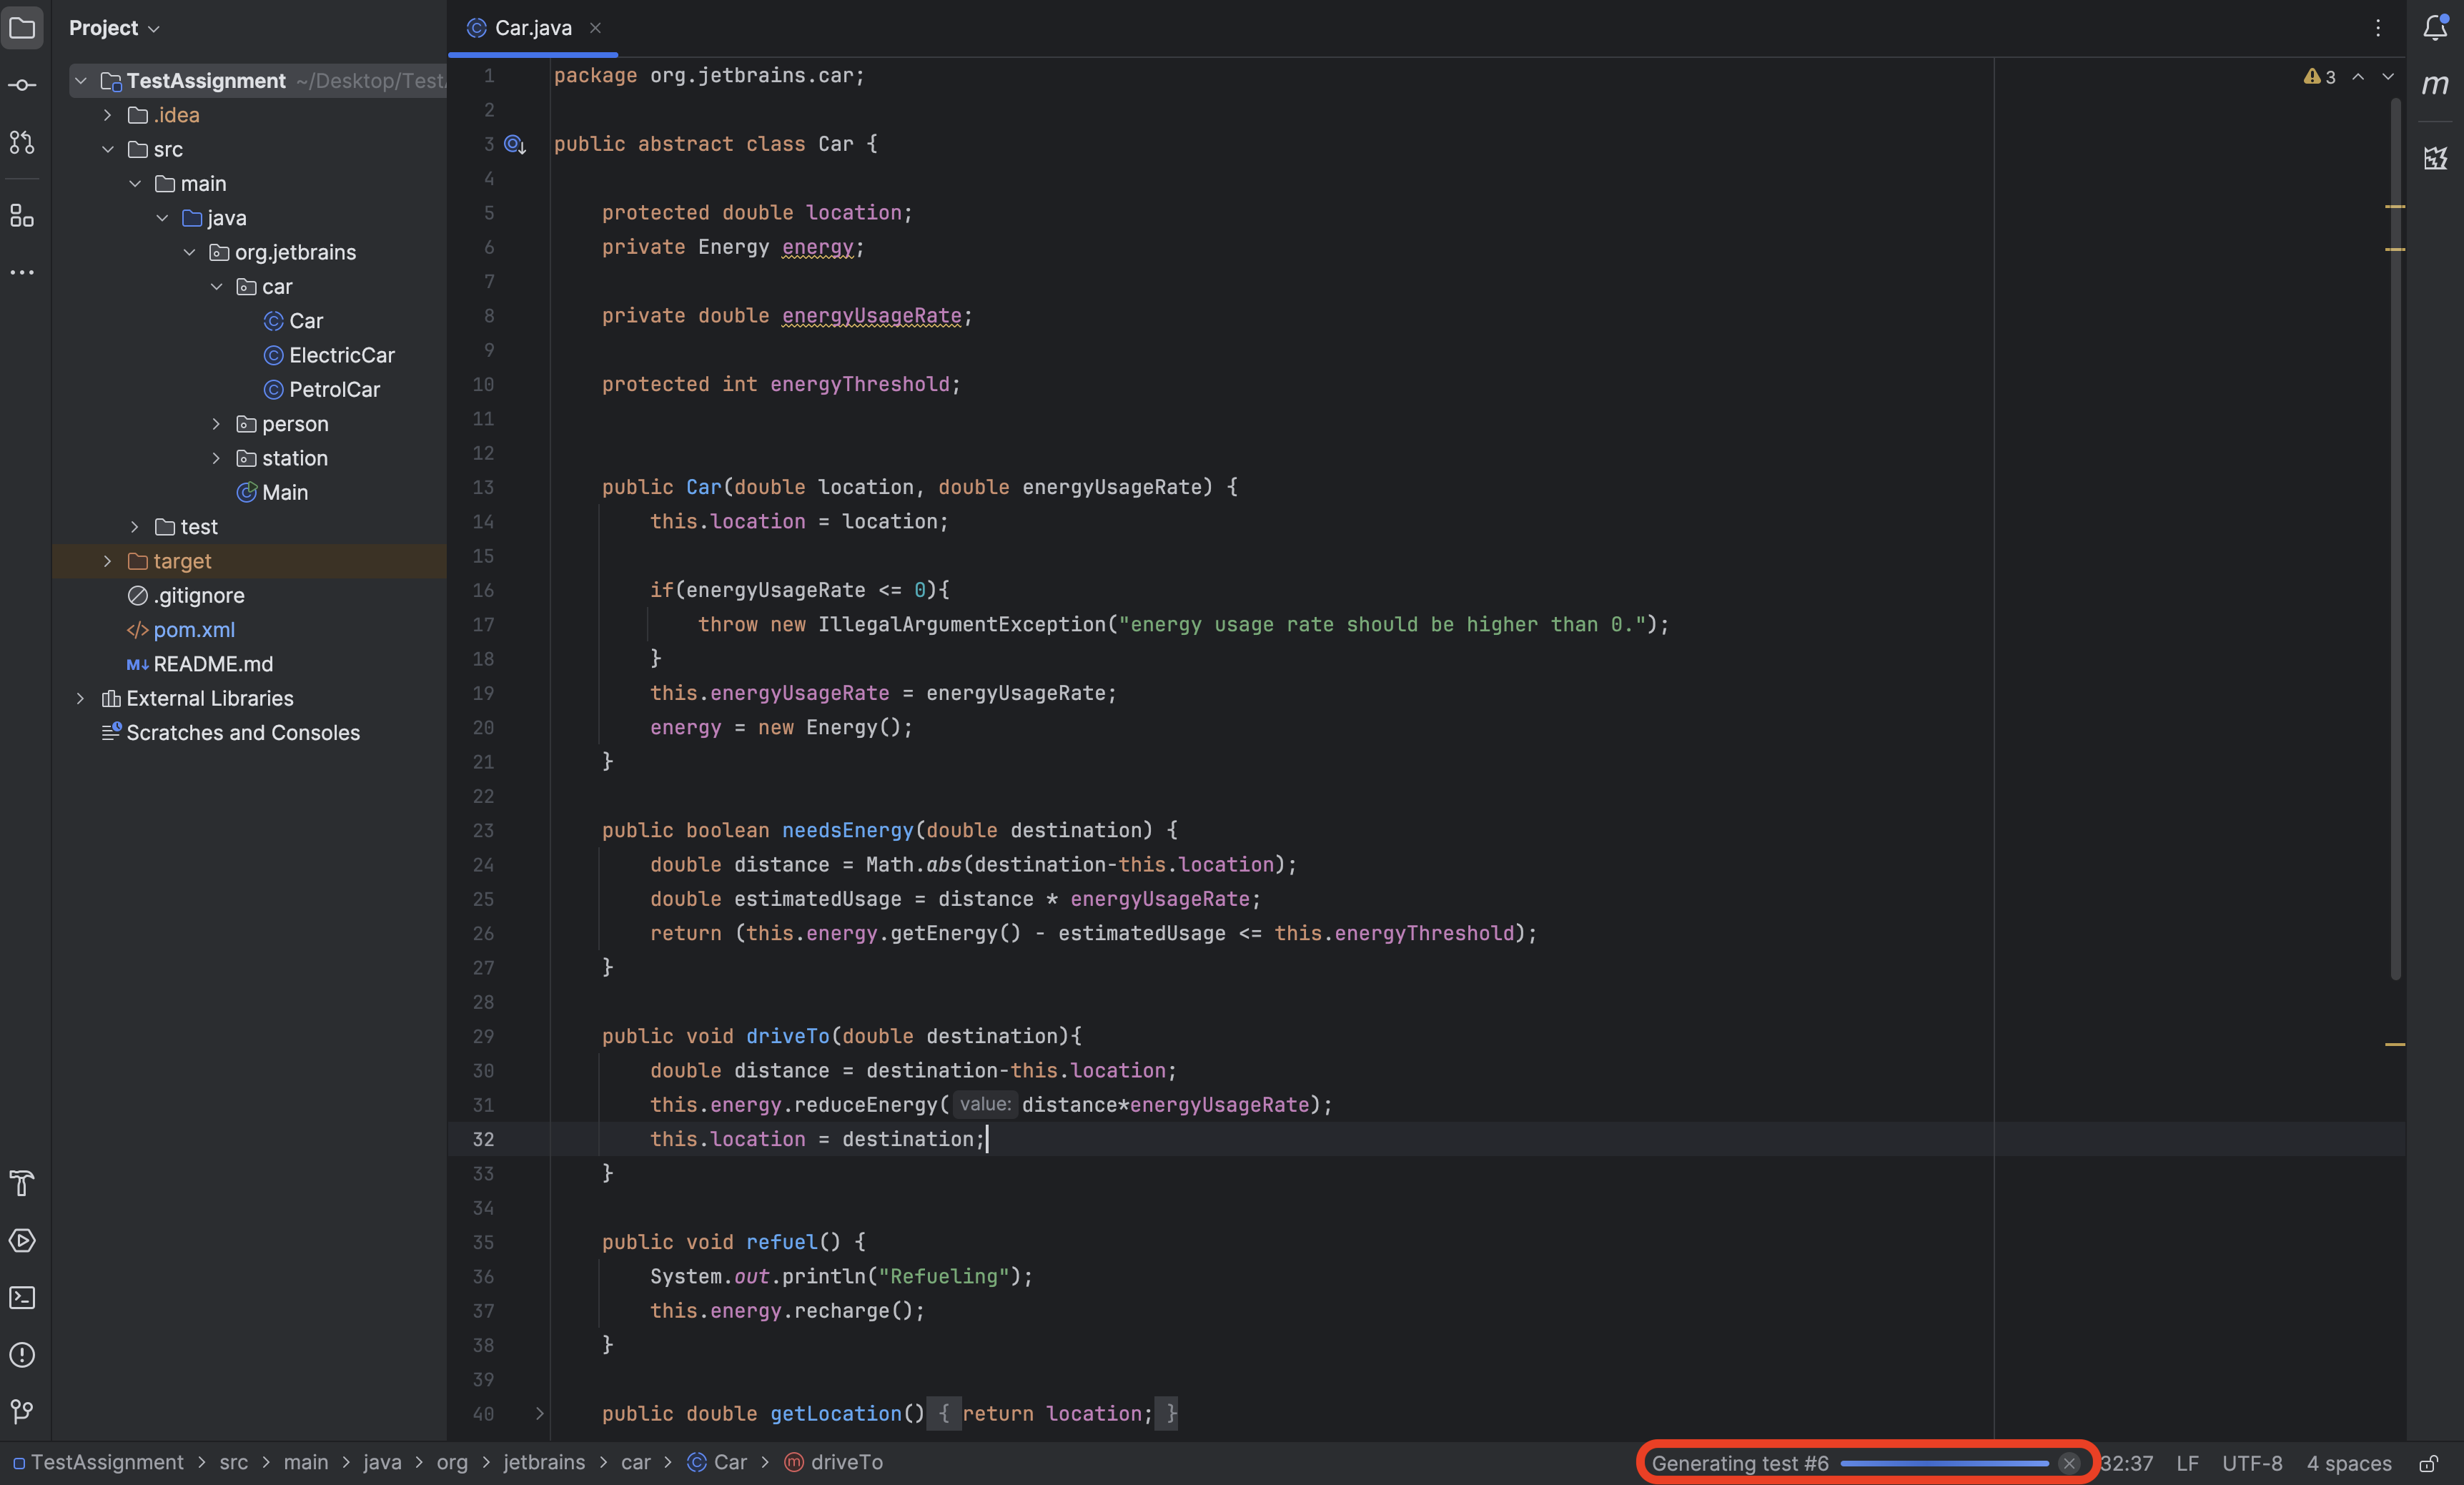 Project
TestAssignment ~/Desktop/Test
.idea
src
main
java
org.jetbrains
car
Car
ElectricCar
PetrolCar
person
station
Main
test
target
.gitignore
pom.xml
README.md
External Libraries
Scratches and Consoles
Car.java
3
m
1 package org.jetbrains.car;
2
3 public abstract class Car {
4
5 protected double location;
6 private Energy energy;
7
8 private double energyUsageRate;
9
10 protected int energyThreshold;
11
12
13 public Car(double location, double energyUsageRate) {
14 this.location = location;
15
16 if(energyUsageRate <= 0){
17 throw new IllegalArgumentException("energy usage rate should be higher than 0.");
18 }
19 this.energyUsageRate = energyUsageRate;
20 energy = new Energy();
21 }
22
23 public boolean needsEnergy(double destination) {
24 double distance = Math.abs(destination-this.location);
25 double estimatedUsage = distance * energyUsageRate;
26 return (this.energy.getEnergy() - estimatedUsage <= this.energyThreshold);
27 }
28
29 public void driveTo(double destination){
30 double distance = destination-this.location;
31 this.energy.reduceEnergy( value: distance*energyUsageRate);
32 this.location = destination;
33 }
34
35 public void refuel() {
36 System.out.println("Refueling");
37 this.energy.recharge();
38 }
39
40 public double getLocation() { return location; }
TestAssignment > src > main > java > org > jetbrains > car > Car > driveTo
Generating test #6
32:37 LF UTF-8 4 spaces